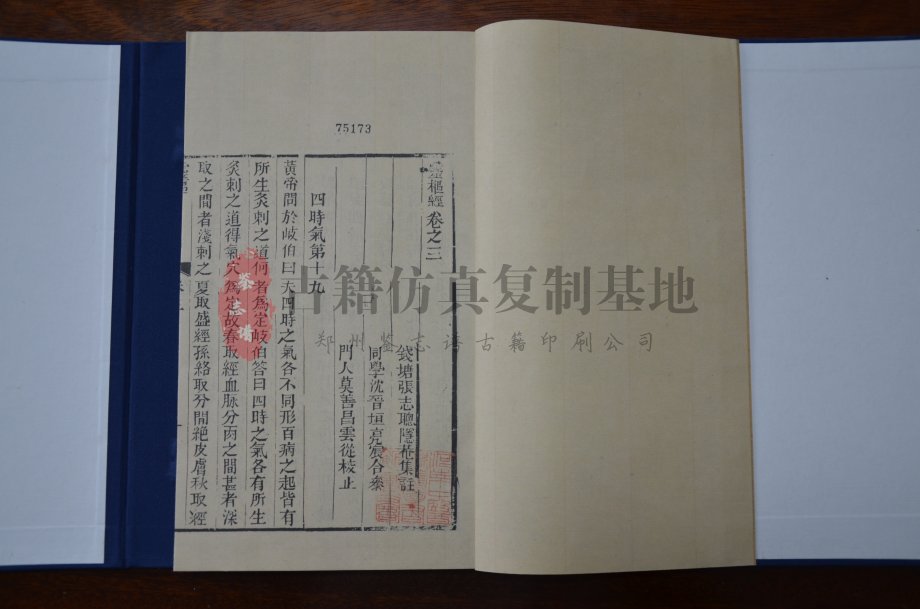 75173
靈樞經卷之三
錢塘張志聰隱菴集註
同學沈晉垣亮宸合參
門人莫善昌雲從校正
四時氣第十九
黃帝問於岐伯曰夫四時之氣各不同形百病之起皆有
所生灸刺之道何者為定岐伯答曰四時之氣各有所生
灸刺之道得氣穴為定故春取經血脉分肉之間甚者深
取之間者淺刺之夏取盛經孫絡取分間絕皮膚秋取經
古籍仿真复制基地
郑州鉴志谱古籍印刷公司